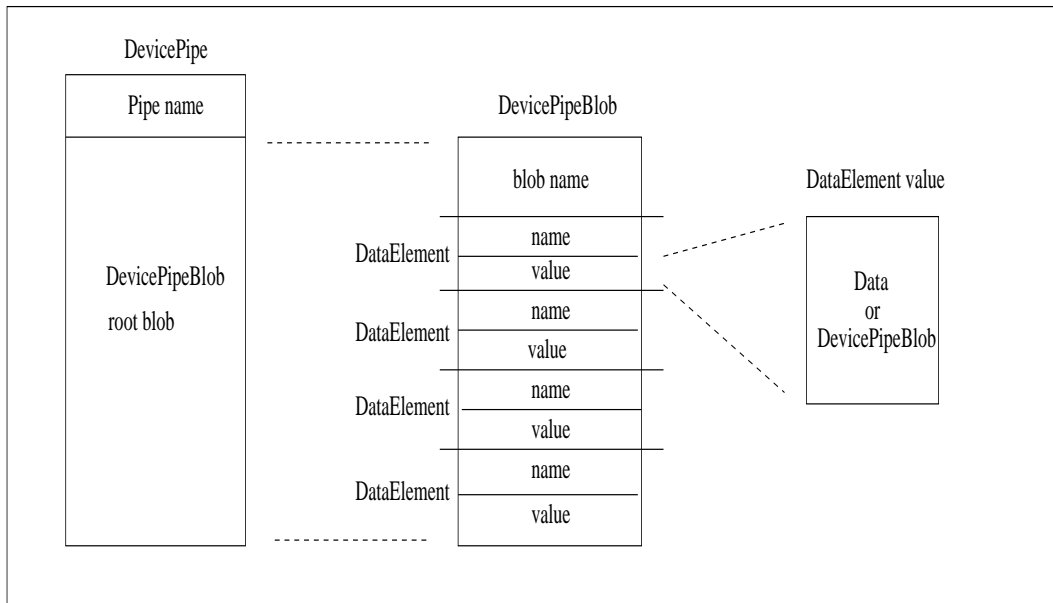 DevicePipe
Pipe name
DevicePipeBlob
root blob
DevicePipeBlob
blob name
DataElement
name
value
DataElement
name
value
DataElement
name
value
DataElement
name
value
DataElement value
Data
or
DevicePipeBlob